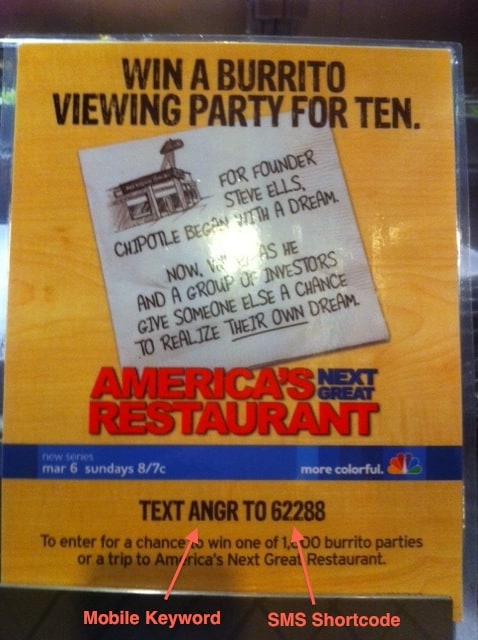 WIN A BURRITO
VIEWING PARTY FOR TEN.
FOR FOUNDER
STEVE ELLS,
CHIPOTLE BEGAN WITH A DREAM.
NOW, AS HE
AND A GROUP OF INVESTORS
GIVE SOMEONE ELSE A CHANCE
TO REALIZE THEIR OWN DREAM.
AMERICA'S NEXT GREAT
RESTAURANT
new series
mar 6 sundays 8/7c
more colorful.
TEXT ANGR TO 62288
To enter for a chance to win one of 1,000 burrito parties
or a trip to America's Next Great Restaurant.
Mobile Keyword
SMS Shortcode